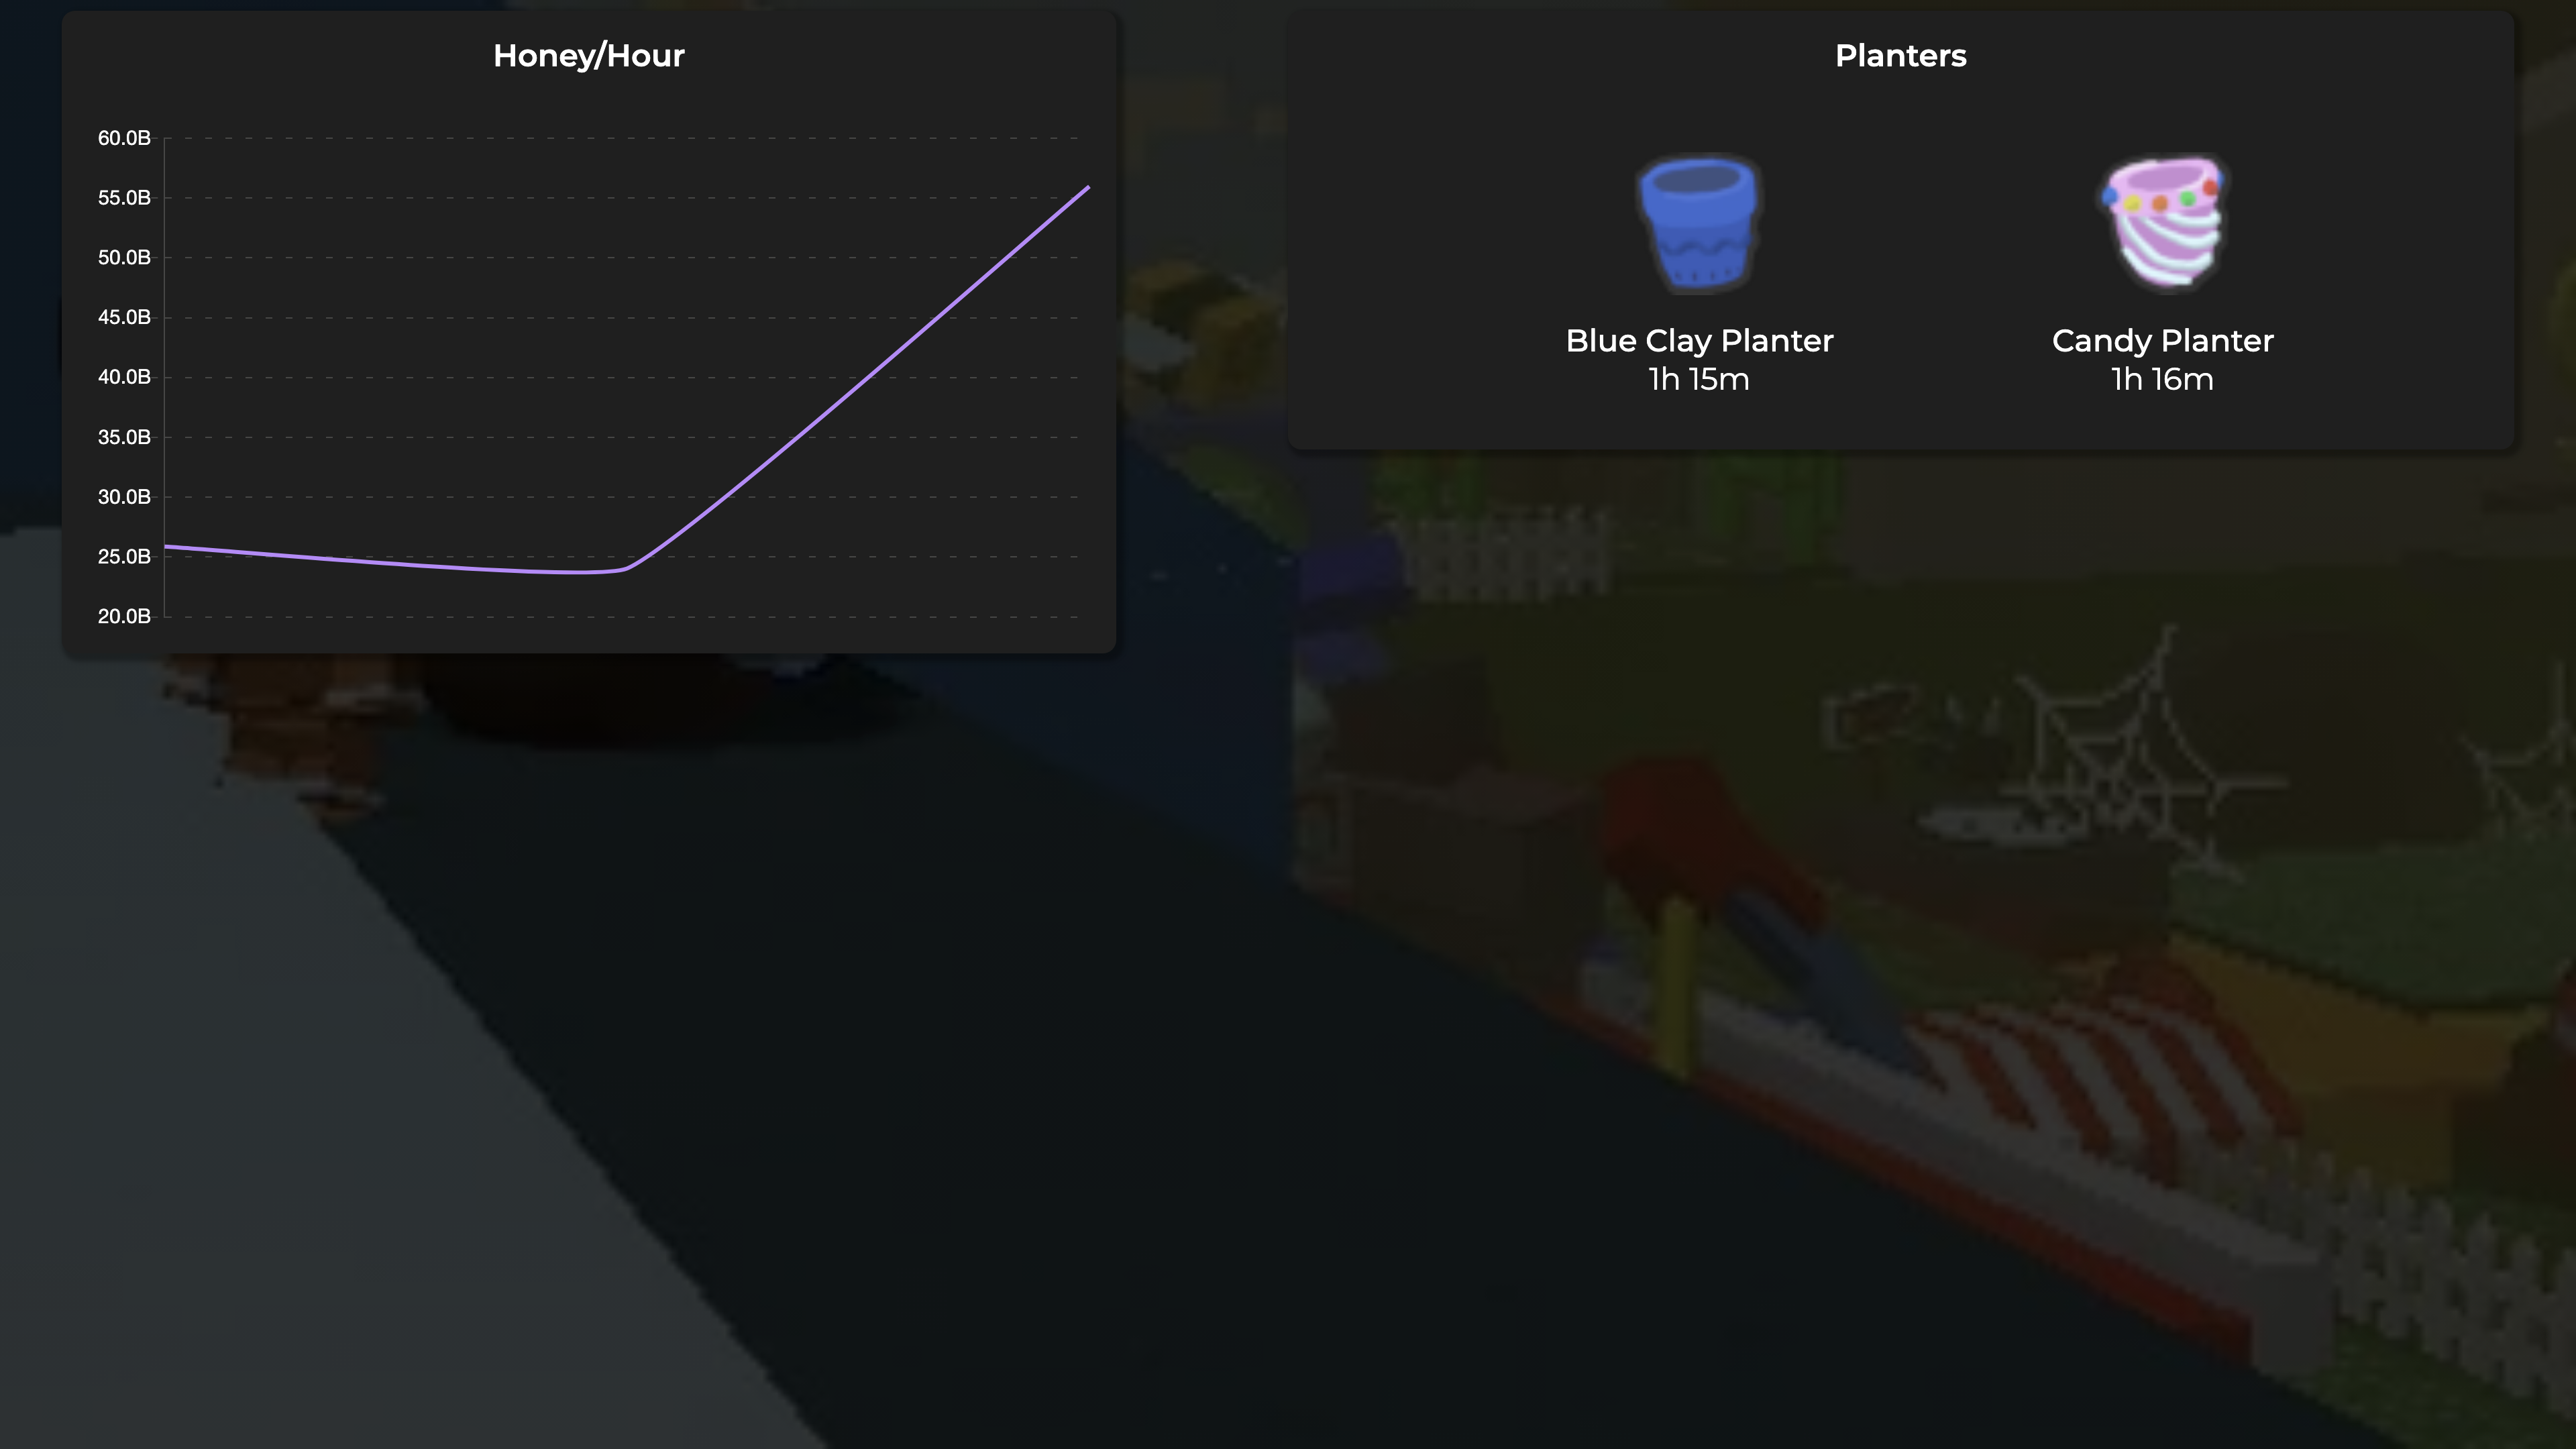 Honey/Hour
60.0B
55.0B
50.0B
45.0B
40.0B
35.0B
30.0B
25.0B
20.0B
Planters
Blue Clay Planter
1h 15m
Candy Planter
1h 16m